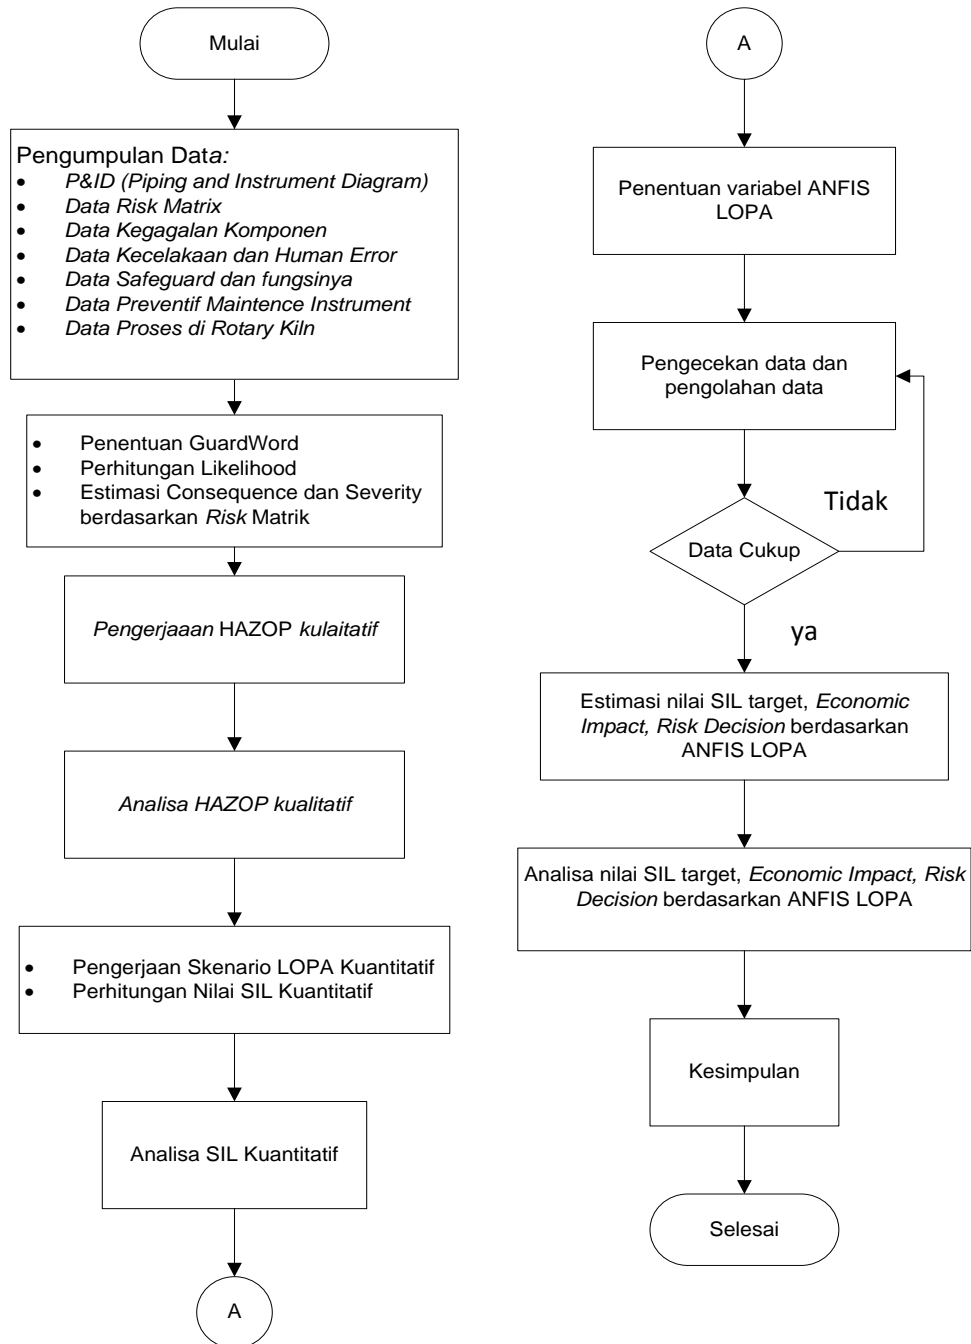 Mulai
Pengumpulan Data:
• P&ID (Piping and Instrument Diagram)
• Data Risk Matrix
• Data Kegagalan Komponen
• Data Kecelakaan dan Human Error
• Data Safeguard dan fungsinya
• Data Preventif Maintence Instrument
• Data Proses di Rotary Kiln
• Penentuan GuardWord
• Perhitungan Likelihood
• Estimasi Consequence dan Severity
berdasarkan Risk Matrik
Pengerjaaan HAZOP kulaitatif
Analisa HAZOP kualitatif
• Pengerjaan Skenario LOPA Kuantitatif
• Perhitungan Nilai SIL Kuantitatif
Analisa SIL Kuantitatif
A
A
Penentuan variabel ANFIS
LOPA
Pengecekan data dan
pengolahan data
Tidak
Data Cukup
ya
Estimasi nilai SIL target, Economic
Impact, Risk Decision berdasarkan
ANFIS LOPA
Analisa nilai SIL target, Economic Impact, Risk
Decision berdasarkan ANFIS LOPA
Kesimpulan
Selesai